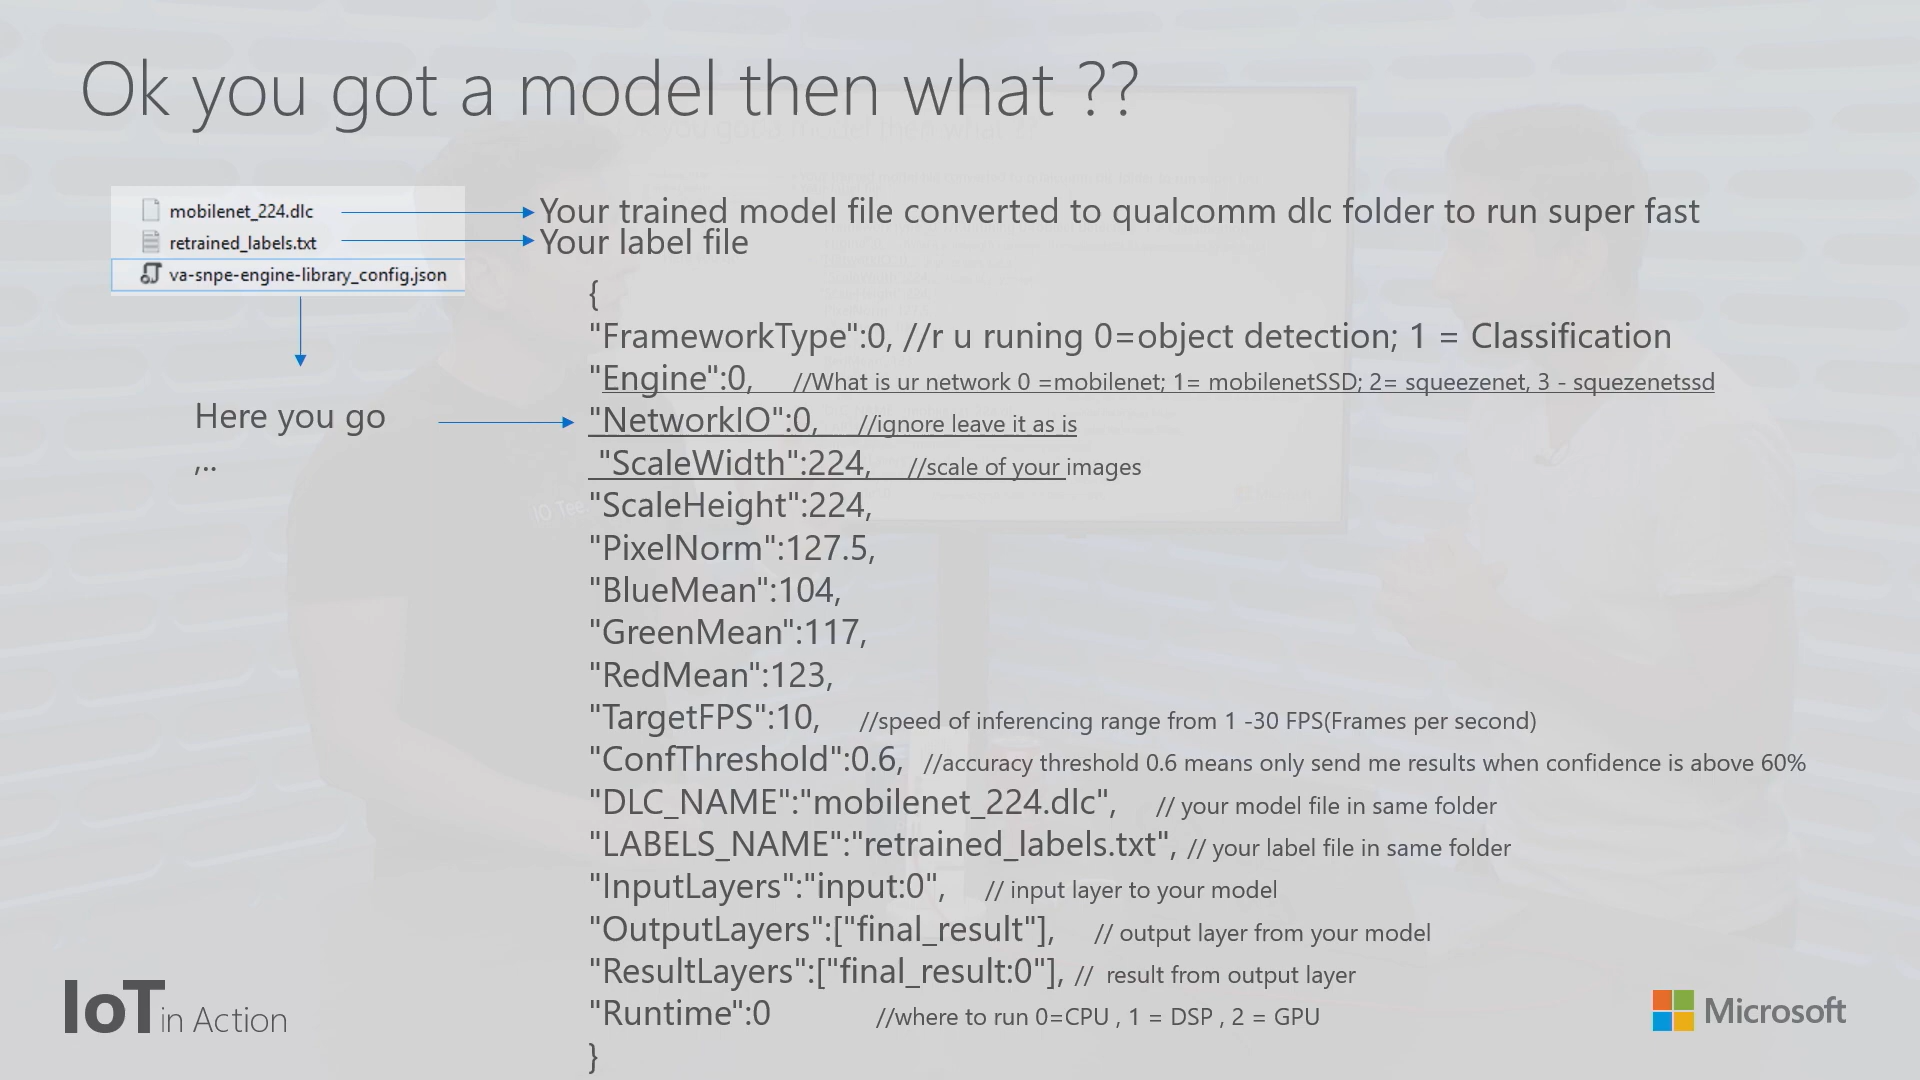 Ok you got a model then what ??
mobilenet_224.dlc
Your trained model file converted to qualcomm dlc folder to run super fast
retrained_labels.txt
Your label file
va-snpe-engine-library_config.json
Here you go
,..
{
"FrameworkType":0, //r u runing 0=object detection; 1 = Classification
"Engine":0, //What is ur network 0 =mobilenet; 1= mobilenetSSD; 2= squeezenet, 3 - squezenetssd
"NetworkIO":0, //ignore leave it as is
"ScaleWidth":224, //scale of your images
"ScaleHeight":224,
"PixelNorm":127.5,
"BlueMean":104,
"GreenMean":117,
"RedMean":123,
"TargetFPS":10, //speed of inferencing range from 1 -30 FPS(Frames per second)
"ConfThreshold":0.6, //accuracy threshold 0.6 means only send me results when confidence is above 60%
"DLC_NAME":"mobilenet_224.dlc", // your model file in same folder
"LABELS_NAME":"retrained_labels.txt", // your label file in same folder
"InputLayers":"input:0", // input layer to your model
"OutputLayers":["final_result"], // output layer from your model
"ResultLayers":["final_result:0"], // result from output layer
"Runtime":0 //where to run 0=CPU , 1 = DSP , 2 = GPU
}
IoT in Action
Microsoft